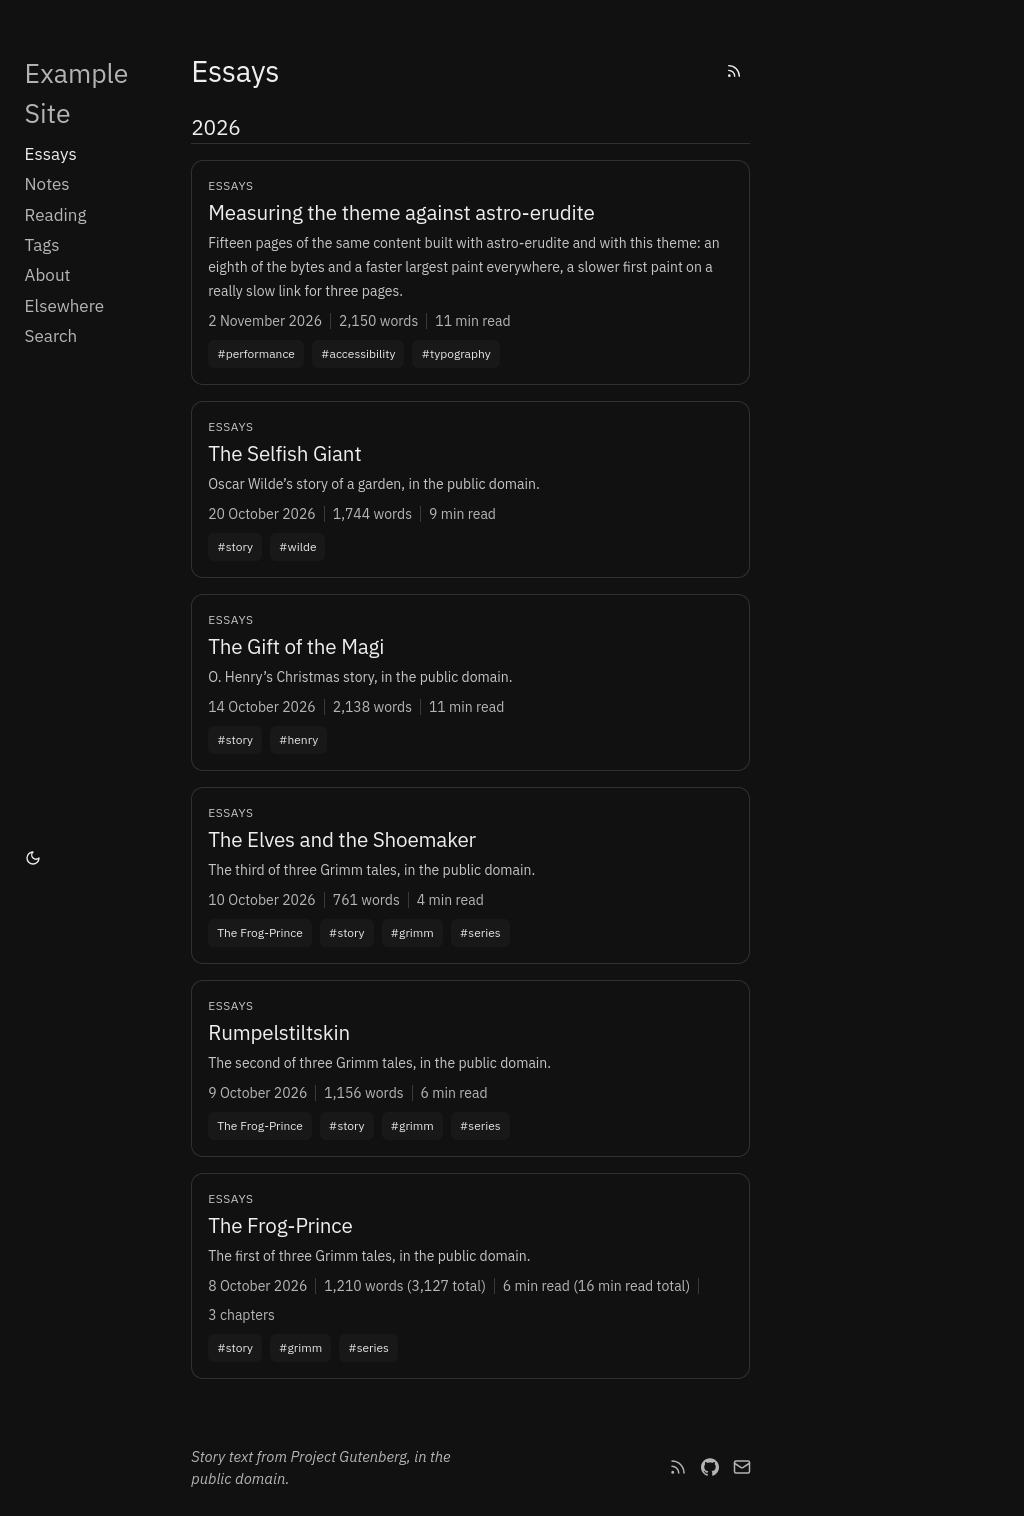 Example
Site
Essays
Notes
Reading
Tags
About
Elsewhere
Search
Essays
2026
ESSAYS
Measuring the theme against astro-erudite
Fifteen pages of the same content built with astro-erudite and with this theme: an
eighth of the bytes and a faster largest paint everywhere, a slower first paint on a
really slow link for three pages.
2 November 2026 | 2,150 words | 11 min read
#performance #accessibility #typography
ESSAYS
The Selfish Giant
Oscar Wilde’s story of a garden, in the public domain.
20 October 2026 | 1,744 words | 9 min read
#story #wilde
ESSAYS
The Gift of the Magi
O. Henry’s Christmas story, in the public domain.
14 October 2026 | 2,138 words | 11 min read
#story #henry
ESSAYS
The Elves and the Shoemaker
The third of three Grimm tales, in the public domain.
10 October 2026 | 761 words | 4 min read
The Frog-Prince #story #grimm #series
ESSAYS
Rumpelstiltskin
The second of three Grimm tales, in the public domain.
9 October 2026 | 1,156 words | 6 min read
The Frog-Prince #story #grimm #series
ESSAYS
The Frog-Prince
The first of three Grimm tales, in the public domain.
8 October 2026 | 1,210 words (3,127 total) | 6 min read (16 min read total) |
3 chapters
#story #grimm #series
Story text from Project Gutenberg, in the
public domain.